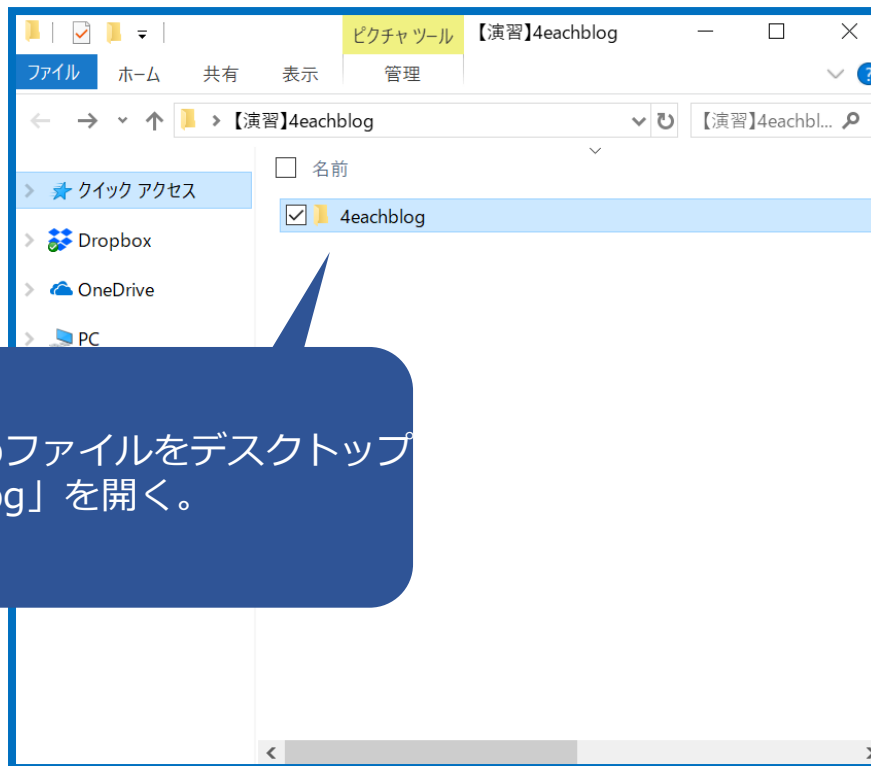 ピクチャ ツール
【演習】4eachblog
ファイル
ホーム
共有
表示
管理
【演習】4eachblog
【演習】4eachbl...
名前
クイック アクセス
4eachblog
Dropbox
OneDrive
PC
ファイルをデスクトップ
og」を開く。